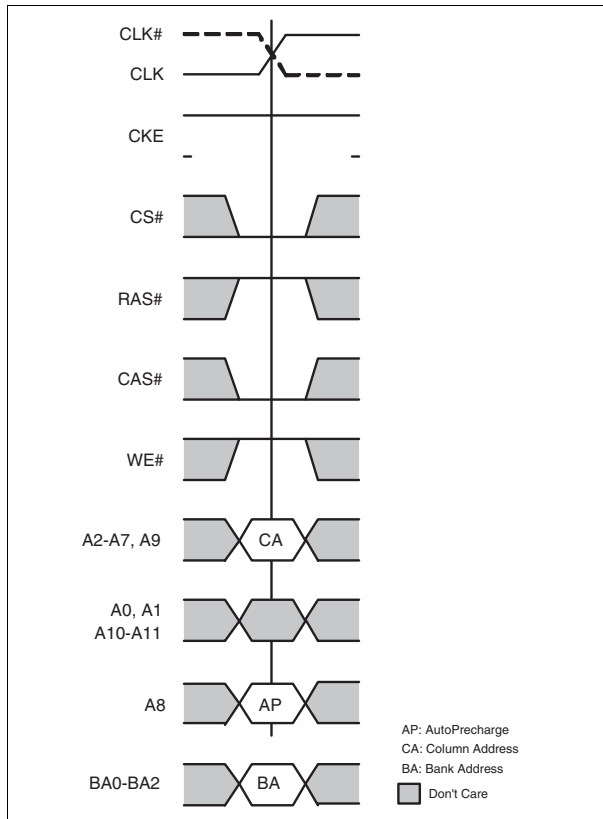 CLK#
CLK
CKE
CS#
RAS#
CAS#
WE#
A2-A7, A9
CA
A0, A1
A10-A11
A8
AP
BA0-BA2
BA
AP: AutoPrecharge
CA: Column Address
BA: Bank Address
Don't Care